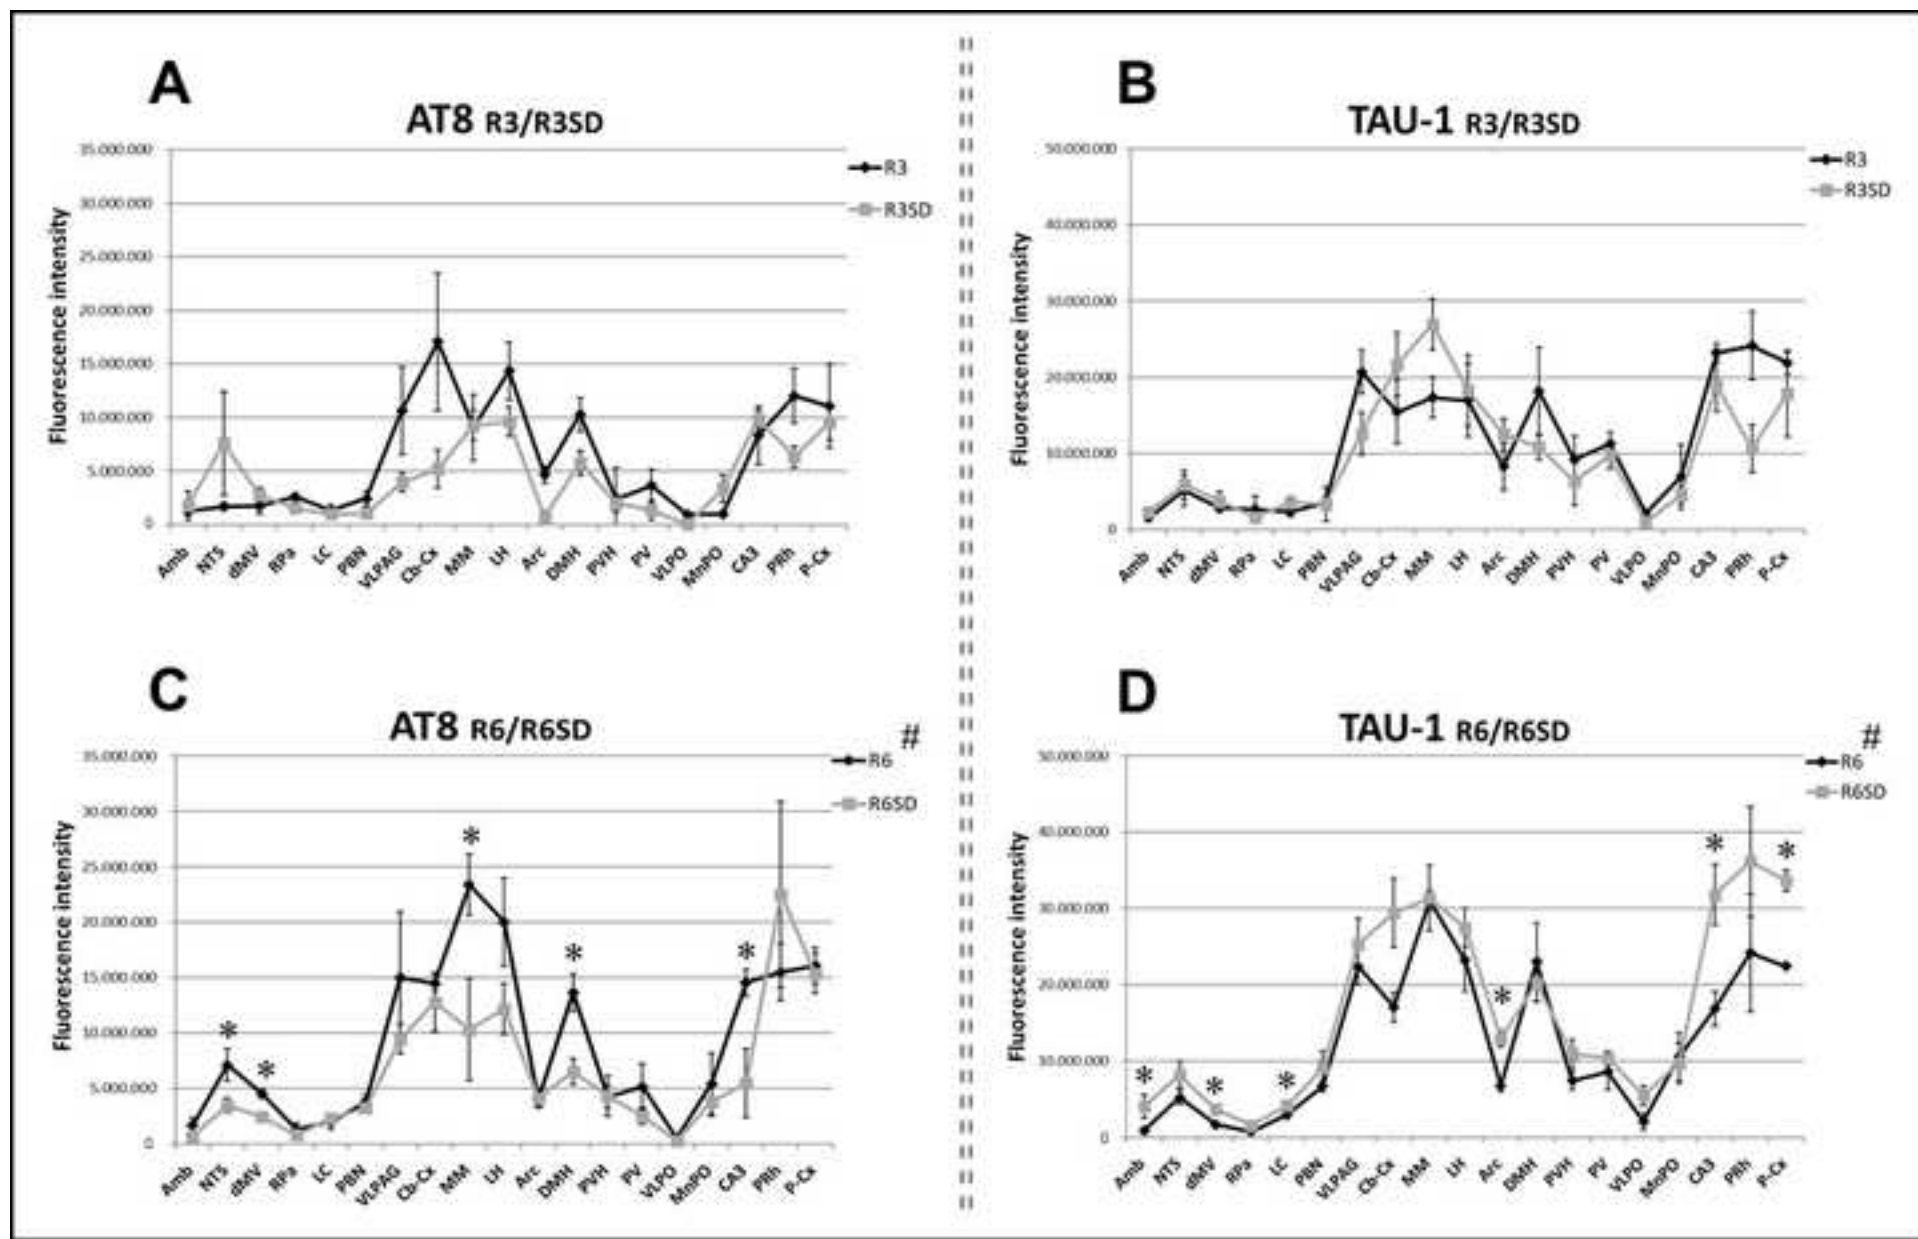 A
AT8 R3/R3SD
Fluorescence intensity
35.000.000
30.000.000
25.000.000
20.000.000
15.000.000
10.000.000
5.000.000
0
R3
R3SD
Amb NTS dMV RPa LC PBN VLPAG Cb-Cx MM LH Arc DMH PVH PV VLPO MnPO CA3 PRh P-Cx
B
TAU-1 R3/R3SD
Fluorescence intensity
50.000.000
40.000.000
30.000.000
20.000.000
10.000.000
0
R3
R3SD
Amb NTS dMV RPa LC PBN VLPAG Cb-Cx MM LH Arc DMH PVH PV VLPO MnPO CA3 PRh P-Cx
C
AT8 R6/R6SD
#
Fluorescence intensity
35.000.000
30.000.000
25.000.000
20.000.000
15.000.000
10.000.000
5.000.000
0
R6
R6SD
* * * * *
Amb NTS dMV RPa LC PBN VLPAG Cb-Cx MM LH Arc DMH PVH PV VLPO MnPO CA3 PRh P-Cx
D
TAU-1 R6/R6SD
#
Fluorescence intensity
50.000.000
40.000.000
30.000.000
20.000.000
10.000.000
0
R6
R6SD
* * * * * *
Amb NTS dMV RPa LC PBN VLPAG Cb-Cx MM LH Arc DMH PVH PV VLPO MnPO CA3 PRh P-Cx